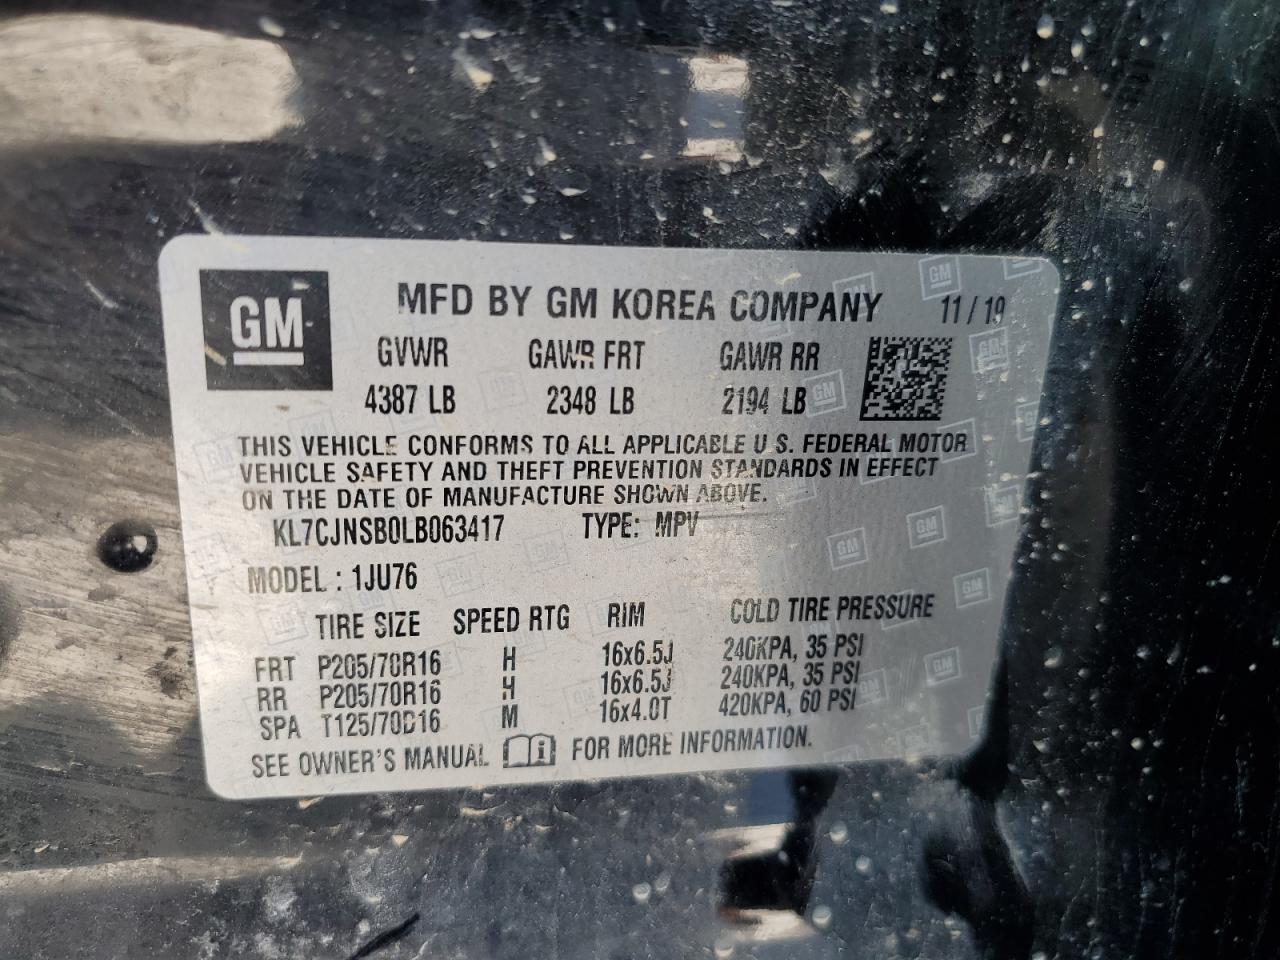 GM
MFD BY GM KOREA COMPANY 11/19
GVWR GAWR FRT GAWR RR
4387 LB 2348 LB 2194 LB
THIS VEHICLE CONFORMS TO ALL APPLICABLE U.S. FEDERAL MOTOR
VEHICLE SAFETY AND THEFT PREVENTION STANDARDS IN EFFECT
ON THE DATE OF MANUFACTURE SHOWN ABOVE.
KL7CJNSB0LB063417 TYPE: MPV
MODEL : 1JU76
TIRE SIZE SPEED RTG RIM COLD TIRE PRESSURE
FRT P205/70R16 H 16x6.5J 240KPA, 35 PSI
RR P205/70R16 H 16x6.5J 240KPA, 35 PSI
SPA T125/70D16 M 16x4.0T 420KPA, 60 PSI
SEE OWNER'S MANUAL FOR MORE INFORMATION.